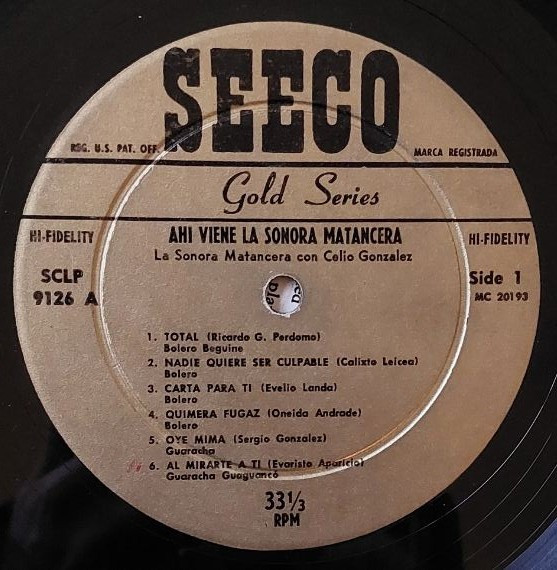 SEECO
REG. U.S. PAT. OFF.
MARCA REGISTRADA
Gold Series
HI-FIDELITY
AHI VIENE LA SONORA MATANCERA
HI-FIDELITY
La Sonora Matancera con Celio Gonzalez
SCLP
9126 A
Side 1
MC 20193
1. TOTAL (Ricardo G. Perdomo)
Bolero Beguine
2. NADIE QUIERE SER CULPABLE (Calixto Leicea)
Bolero
3. CARTA PARA TI (Evelio Landa)
Bolero
4. QUIMERA FUGAZ (Oneida Andrade)
Bolero
5. OYE MIMA (Sergio Gonzalez)
Guaracha
6. AL MIRARTE A TI (Evaristo Aparicio)
Guaracha Guaguancó
33⅓
RPM